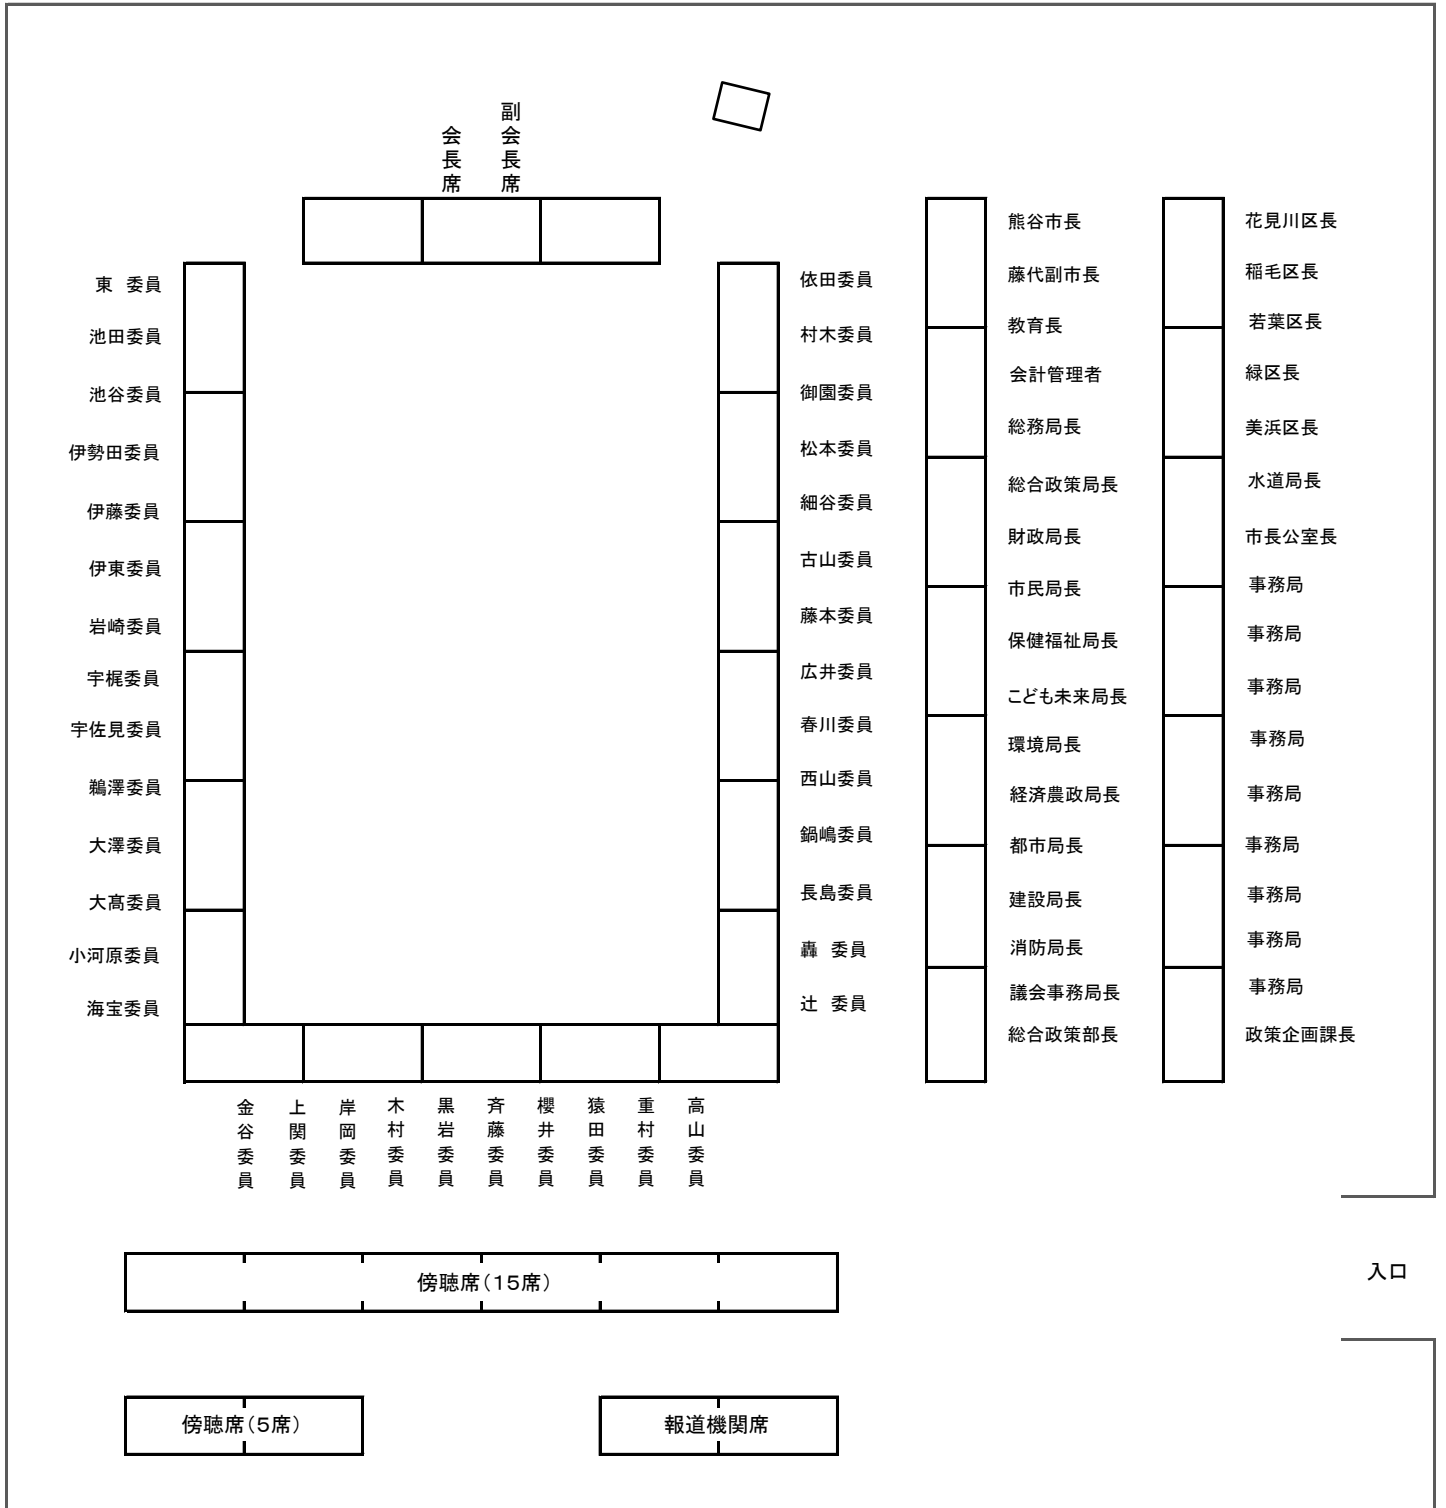 会長席
副会長席
東 委員
池田委員
池谷委員
伊勢田委員
伊藤委員
伊東委員
岩崎委員
宇梶委員
宇佐見委員
鵜澤委員
大澤委員
大髙委員
小河原委員
海宝委員
金谷委員
上関委員
岸岡委員
木村委員
黒岩委員
斉藤委員
櫻井委員
猿田委員
重村委員
高山委員
依田委員
村木委員
御園委員
松本委員
細谷委員
古山委員
藤本委員
広井委員
春川委員
西山委員
鍋嶋委員
長島委員
轟 委員
辻 委員
熊谷市長
藤代副市長
教育長
会計管理者
総務局長
総合政策局長
財政局長
市民局長
保健福祉局長
こども未来局長
環境局長
経済農政局長
都市局長
建設局長
消防局長
議会事務局長
総合政策部長
花見川区長
稲毛区長
若葉区長
緑区長
美浜区長
水道局長
市長公室長
事務局
事務局
事務局
事務局
事務局
事務局
事務局
事務局
事務局
政策企画課長
入口
傍聴席(15席)
傍聴席(5席)
報道機関席